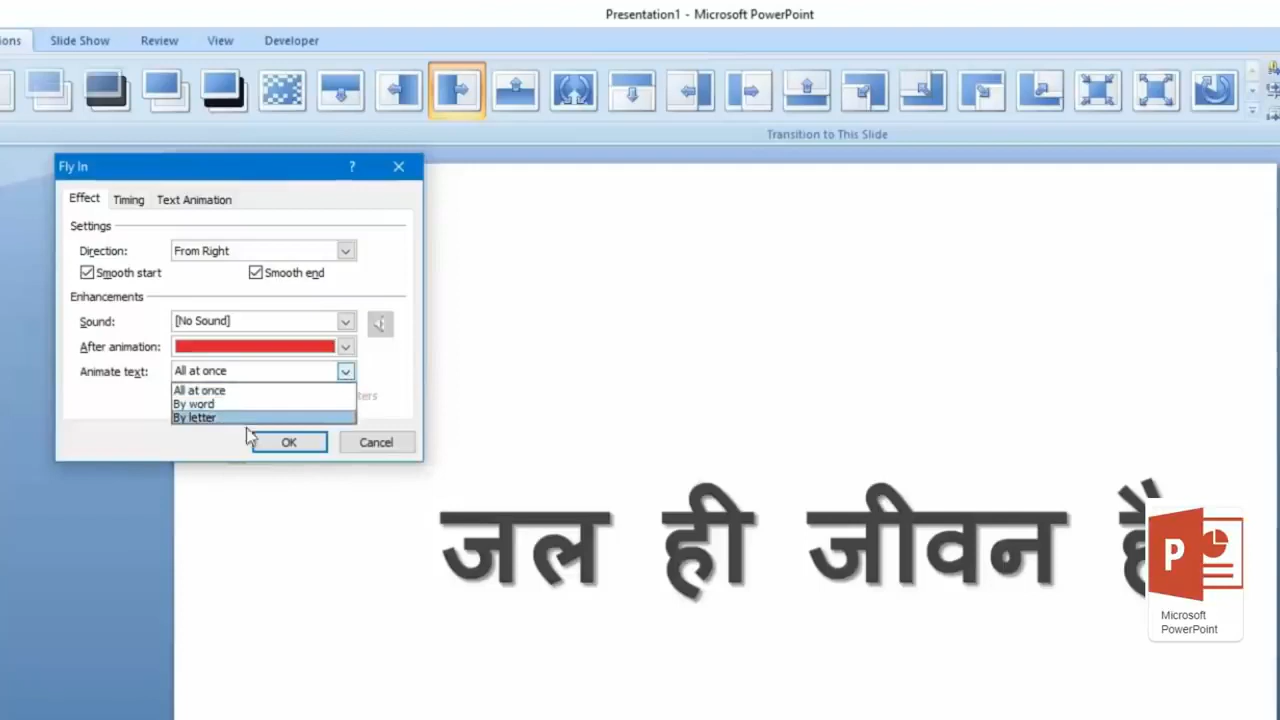 Presentation1 - Microsoft PowerPoint
Slide Show Review View Developer
Transition to This Slide
Fly In ?
Effect Timing Text Animation
Settings
Direction: From Right
Smooth start Smooth end
Enhancements
Sound: [No Sound]
After animation:
Animate text: All at once
All at once
By word
By letter
OK Cancel
जल ही जीवन है
P
Microsoft
PowerPoint